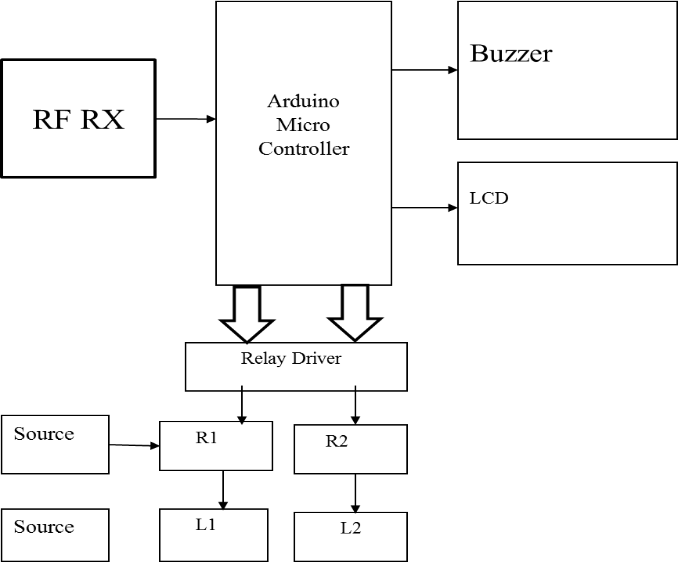 Buzzer
RF RX
Arduino
Micro
Controller
LCD
Relay Driver
Source
R1
R2
Source
L1
L2